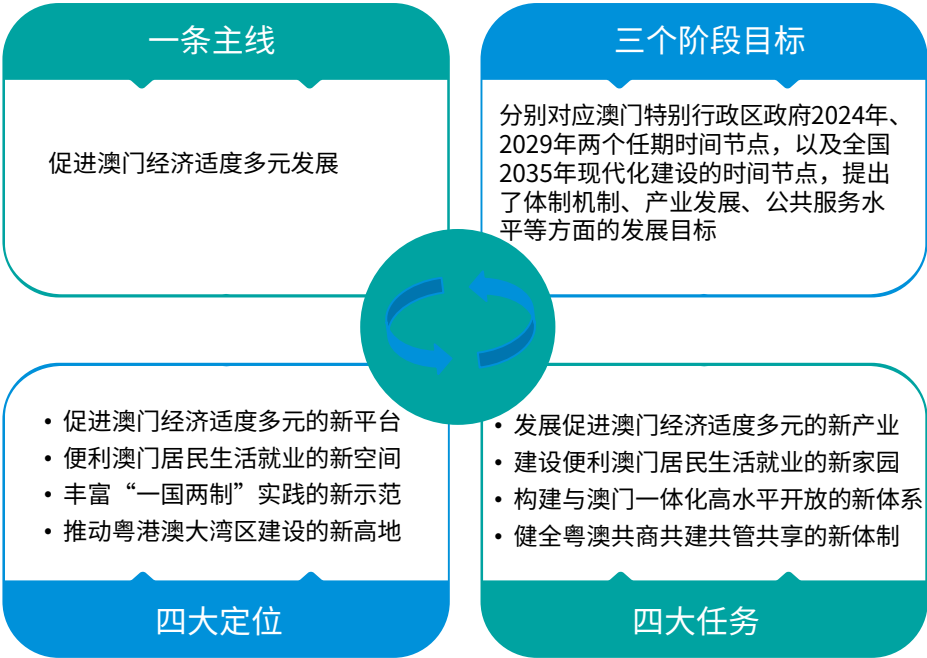 一条主线
促进澳门经济适度多元发展
三个阶段目标
分别对应澳门特别行政区政府2024年、
2029年两个任期时间节点，以及全国
2035年现代化建设的时间节点，提出
了体制机制、产业发展、公共服务水
平等方面的发展目标
• 促进澳门经济适度多元的新平台
• 便利澳门居民生活就业的新空间
• 丰富“一国两制”实践的新示范
• 推动粤港澳大湾区建设的新高地
四大定位
• 发展促进澳门经济适度多元的新产业
• 建设便利澳门居民生活就业的新家园
• 构建与澳门一体化高水平开放的新体系
• 健全粤澳共商共建共管共享的新体制
四大任务